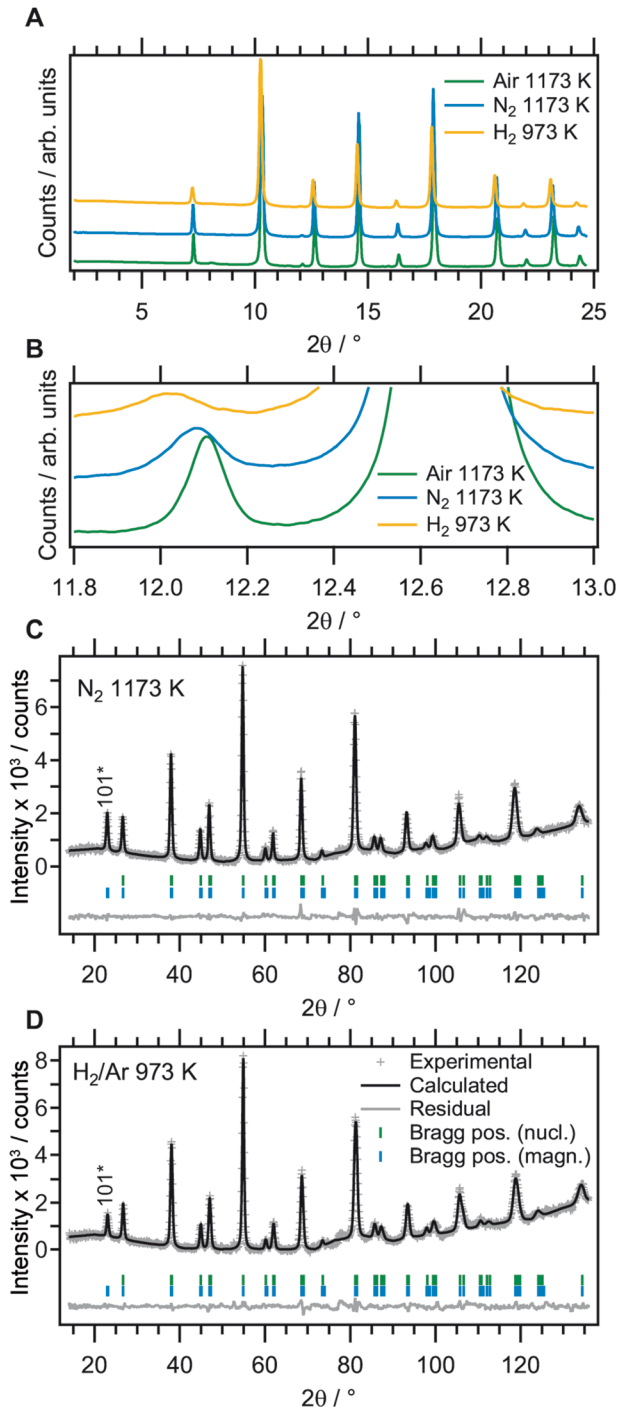 A
Counts / arb. units
Air 1173 K
N₂ 1173 K
H₂ 973 K
5 10 15 20 25
2θ / °
B
Counts / arb. units
Air 1173 K
N₂ 1173 K
H₂ 973 K
11.8 12.0 12.2 12.4 12.6 12.8 13.0
2θ / °
C
Intensity x 10³ / counts
N₂ 1173 K
6
4
2
0
101*
20 40 60 80 100 120
2θ / °
D
Intensity x 10³ / counts
H₂/Ar 973 K
8
6
4
2
0
101*
Experimental
Calculated
Residual
Bragg pos. (nucl.)
Bragg pos. (magn.)
20 40 60 80 100 120
2θ / °